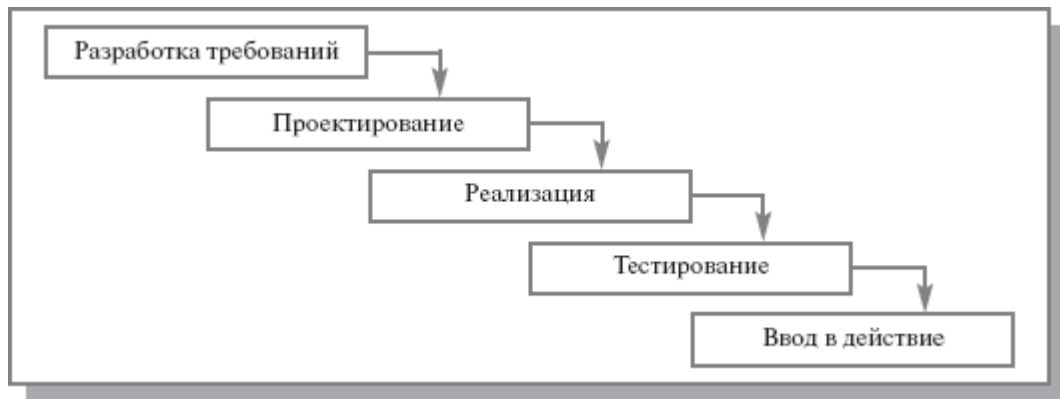 Разработка требований
Проектирование
Реализация
Тестирование
Ввод в действие